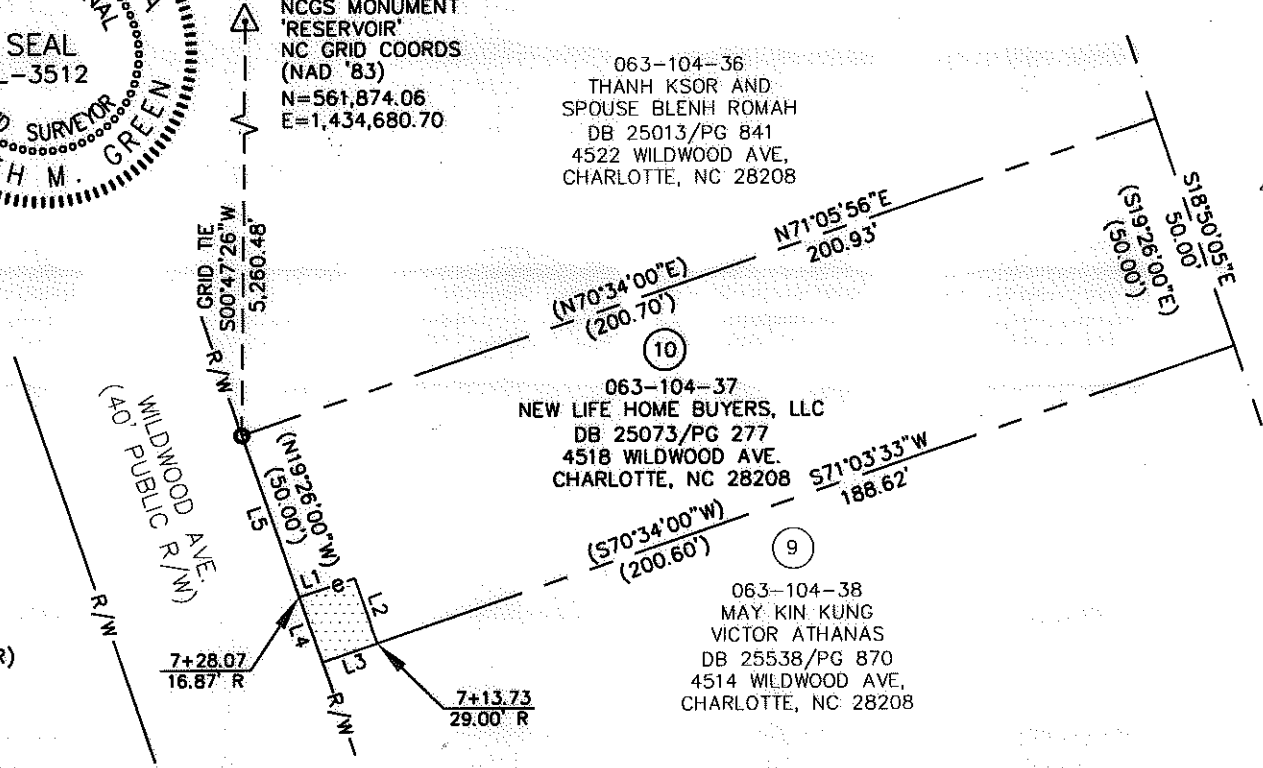 SEAL
L-3512
SURVEYOR
H M. GREEN
NCGS MONUMENT
'RESERVOIR'
NC GRID COORDS
(NAD '83)
N=561,874.06
E=1,434,680.70
GRID TIE
S00°47'26"W
5,260.48'
063-104-36
THANH KSOR AND
SPOUSE BLENH ROMAH
DB 25013/PG 841
4522 WILDWOOD AVE,
CHARLOTTE, NC 28208
N71°05'56"E
200.93'
(N70°34'00"E)
(200.70')
S18°50'05"E
50.00'
(S19°26'00"E)
(50.00')
R/W
10
063-104-37
NEW LIFE HOME BUYERS, LLC
DB 25073/PG 277
4518 WILDWOOD AVE.
CHARLOTTE, NC 28208
WILDWOOD AVE.
(40' PUBLIC R/W)
(N19°26'00"W)
(50.00')
L5
S71°03'33"W
188.62'
(S70°34'00"W)
(200.60')
9
063-104-38
MAY KIN KUNG
VICTOR ATHANAS
DB 25538/PG 870
4514 WILDWOOD AVE,
CHARLOTTE, NC 28208
L1
e
L2
L4
L3
R/W
R)
7+28.07
16.87' R
R/W
7+13.73
29.00' R